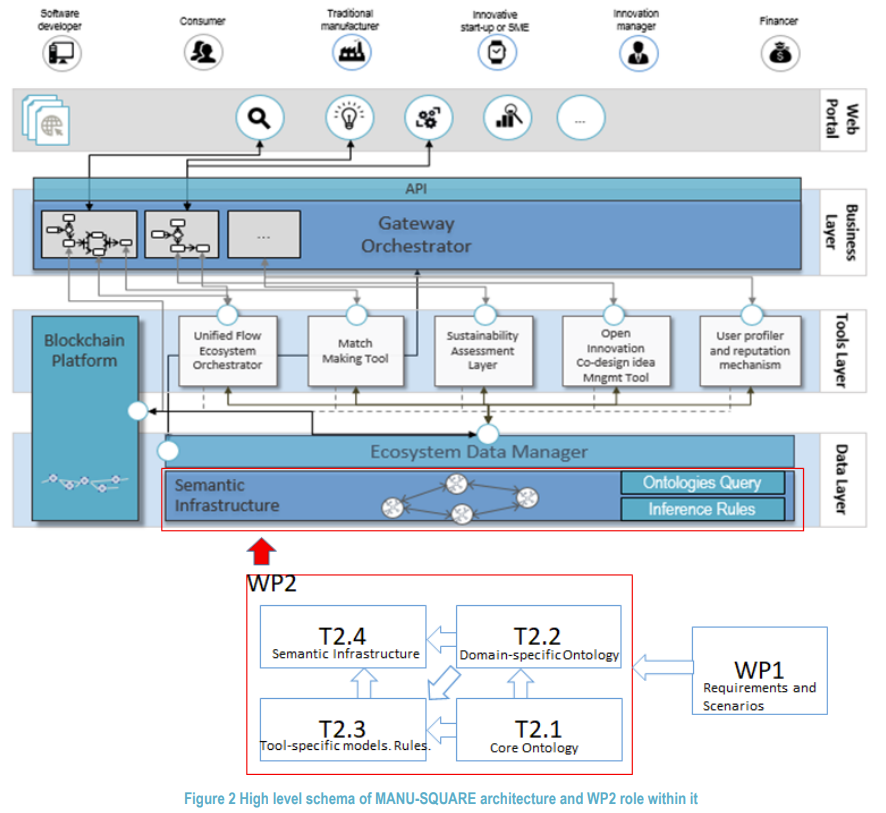 Software
developer
Consumer
Traditional
manufacturer
Innovative
start-up or SME
Innovation
manager
Financer
...
Web
Portal
API
Gateway
Orchestrator
...
Business
Layer
Blockchain
Platform
Unified Flow
Ecosystem
Orchestrator
Match
Making Tool
Sustainability
Assessment
Layer
Open
Innovation
Co-design idea
Mngmt Tool
User profiler
and reputation
mechanism
Tools Layer
Ecosystem Data Manager
Semantic
Infrastructure
Ontologies Query
Inference Rules
Data Layer
WP2
T2.4
Semantic Infrastructure
T2.2
Domain-specific Ontology
T2.3
Tool-specific models. Rules.
T2.1
Core Ontology
WP1
Requirements and
Scenarios
Figure 2 High level schema of MANU-SQUARE architecture and WP2 role within it